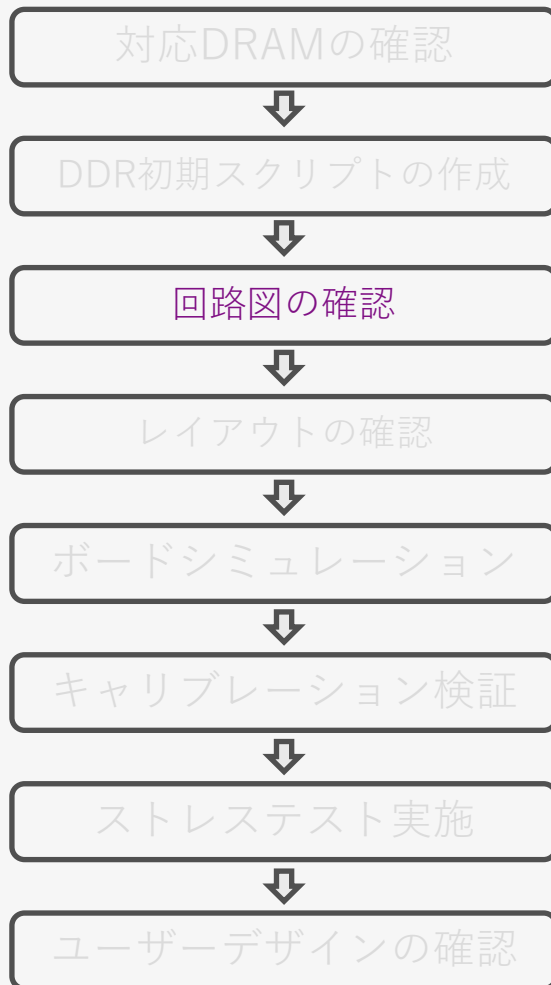 対応DRAMの確認
DDR初期スクリプトの作成
回路図の確認
レイアウトの確認
ボードシミュレーション
キャリブレーション検証
ストレステスト実施
ユーザーデザインの確認